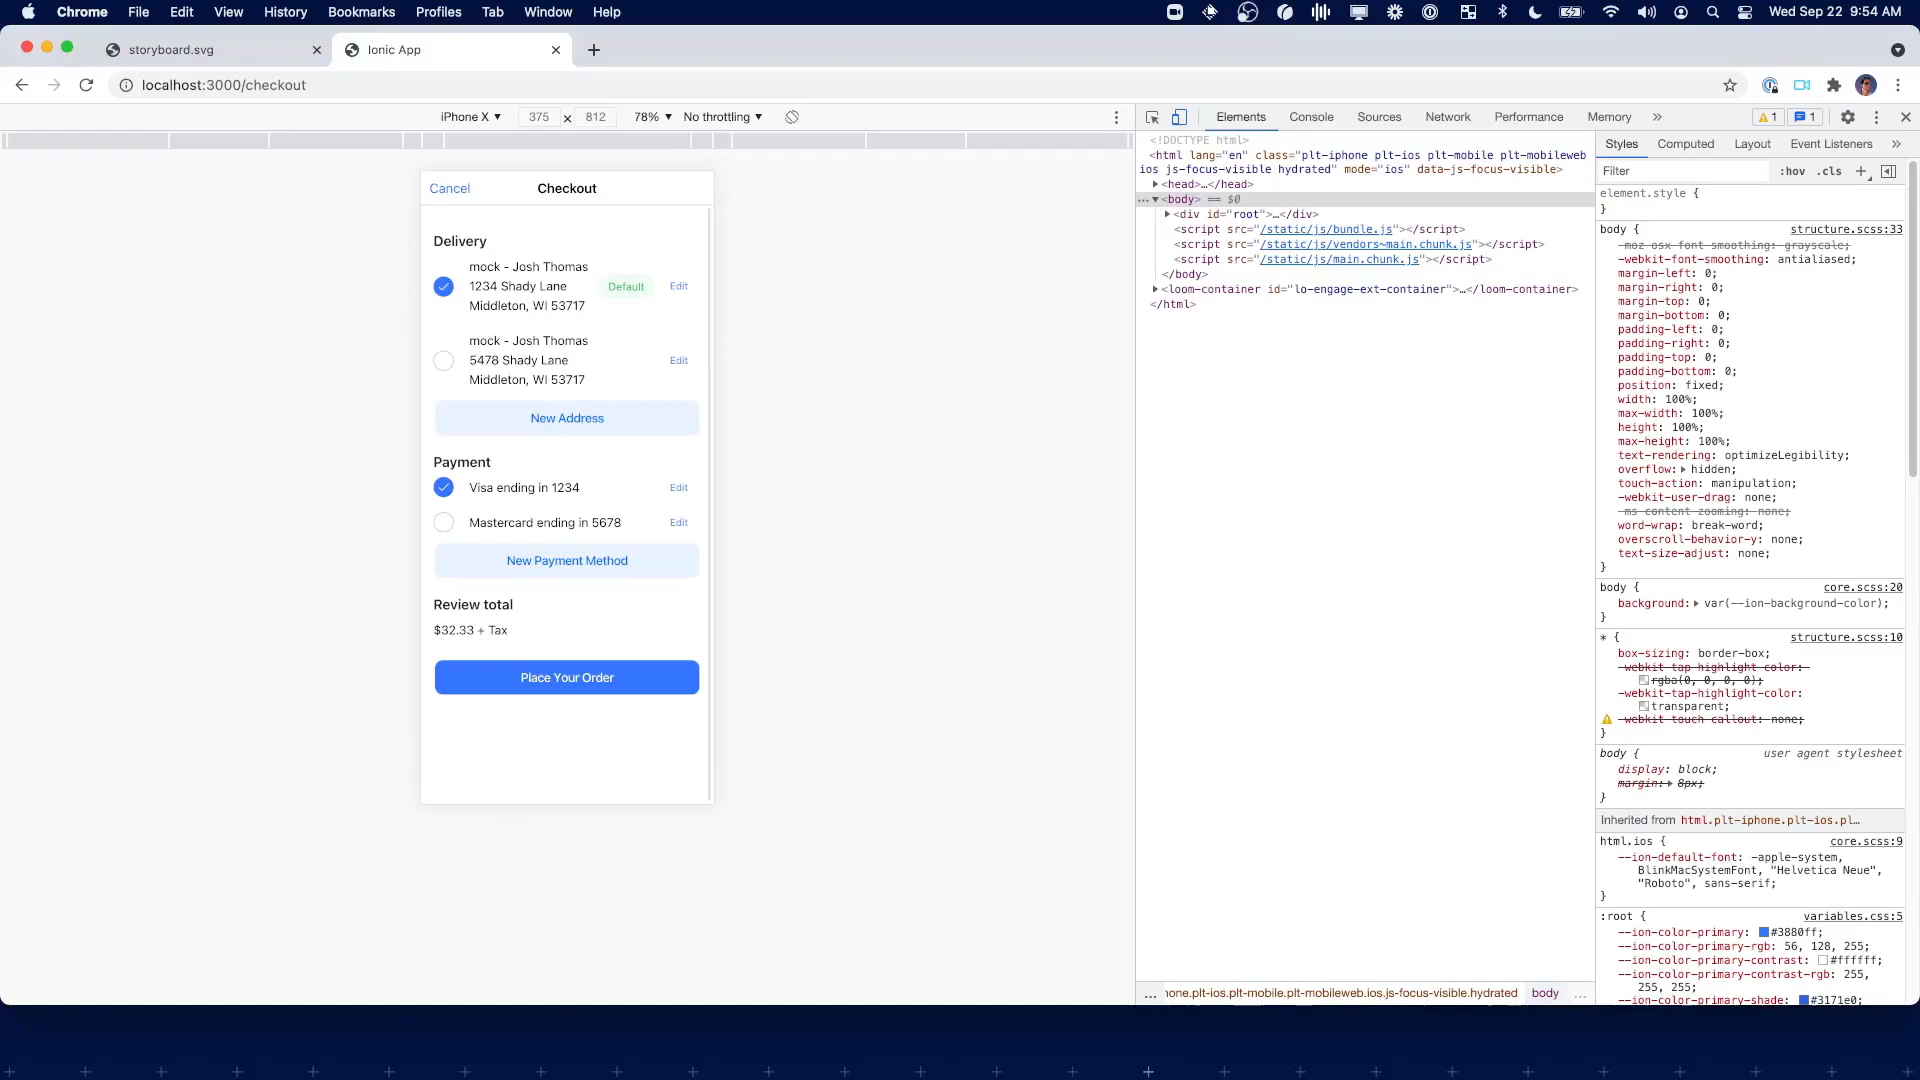 Chrome File Edit View History Bookmarks Profiles Tab Window Help Wed Sep 22 9:54 AM
storyboard.svg Ionic App
localhost:3000/checkout
iPhone X 375 x 812 78% No throttling
Elements Console Sources Network Performance Memory » 1 1
Cancel Checkout
Delivery
mock - Josh Thomas
1234 Shady Lane Default Edit
Middleton, WI 53717
mock - Josh Thomas
5478 Shady Lane Edit
Middleton, WI 53717
New Address
Payment
Visa ending in 1234 Edit
Mastercard ending in 5678 Edit
New Payment Method
Review total
$32.33 + Tax
Place Your Order
<!DOCTYPE html>
<html lang="en" class="plt-iphone plt-ios plt-mobile plt-mobileweb
ios js-focus-visible hydrated" mode="ios" data-js-focus-visible>
<head>…</head>
<body> == $0
<div id="root">…</div>
<script src="/static/js/bundle.js"></script>
<script src="/static/js/vendors~main.chunk.js"></script>
<script src="/static/js/main.chunk.js"></script>
</body>
<loom-container id="lo-engage-ext-container">…</loom-container>
</html>
... hone.plt-ios.plt-mobile.plt-mobileweb.ios.js-focus-visible.hydrated body ...
Styles Computed Layout Event Listeners »
Filter :hov .cls +
element.style {
}
body { structure.scss:33
-moz-osx-font-smoothing: grayscale;
-webkit-font-smoothing: antialiased;
margin-left: 0;
margin-right: 0;
margin-top: 0;
margin-bottom: 0;
padding-left: 0;
padding-right: 0;
padding-top: 0;
padding-bottom: 0;
position: fixed;
width: 100%;
max-width: 100%;
height: 100%;
max-height: 100%;
text-rendering: optimizeLegibility;
overflow: hidden;
touch-action: manipulation;
-webkit-user-drag: none;
-ms-content-zooming: none;
word-wrap: break-word;
overscroll-behavior-y: none;
text-size-adjust: none;
}
body { core.scss:20
background: var(--ion-background-color);
}
* { structure.scss:10
box-sizing: border-box;
-webkit-tap-highlight-color:
rgba(0, 0, 0, 0);
-webkit-tap-highlight-color:
transparent;
-webkit-touch-callout: none;
}
body { user agent stylesheet
display: block;
margin: 8px;
}
Inherited from html.plt-iphone.plt-ios.pl…
html.ios { core.scss:9
--ion-default-font: -apple-system,
BlinkMacSystemFont, "Helvetica Neue",
"Roboto", sans-serif;
}
:root { variables.css:5
--ion-color-primary: #3880ff;
--ion-color-primary-rgb: 56, 128, 255;
--ion-color-primary-contrast: #ffffff;
--ion-color-primary-contrast-rgb: 255,
255, 255;
--ion-color-primary-shade: #3171e0;